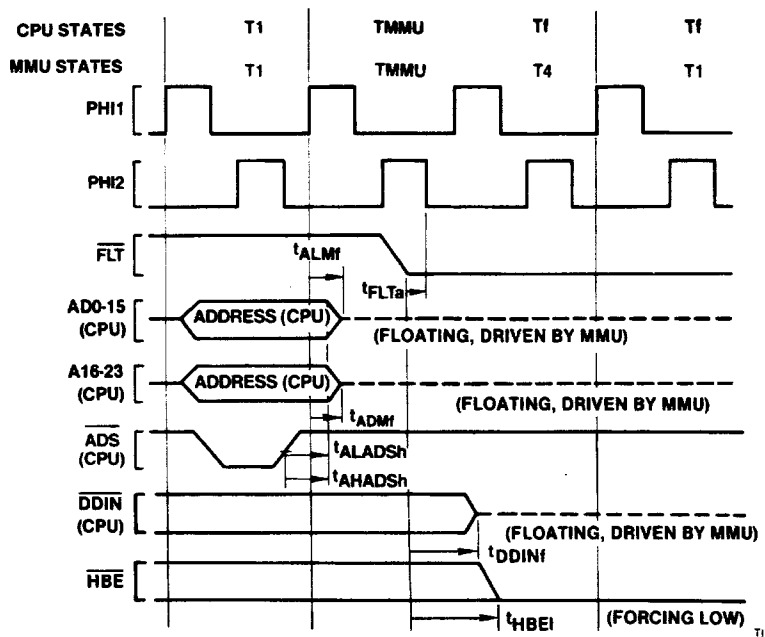 CPU STATES T1 TMMU Tf Tf
MMU STATES T1 TMMU T4 T1
PHI1
PHI2
FLT
tALMf
tFLTa
AD0-15
(CPU)
ADDRESS (CPU)
(FLOATING, DRIVEN BY MMU)
A16-23
(CPU)
ADDRESS (CPU)
(FLOATING, DRIVEN BY MMU)
tADMf
ADS
(CPU)
tALADSh
tAHADSh
DDIN
(CPU)
(FLOATING, DRIVEN BY MMU)
tDDINf
HBE
tHBEl
(FORCING LOW)